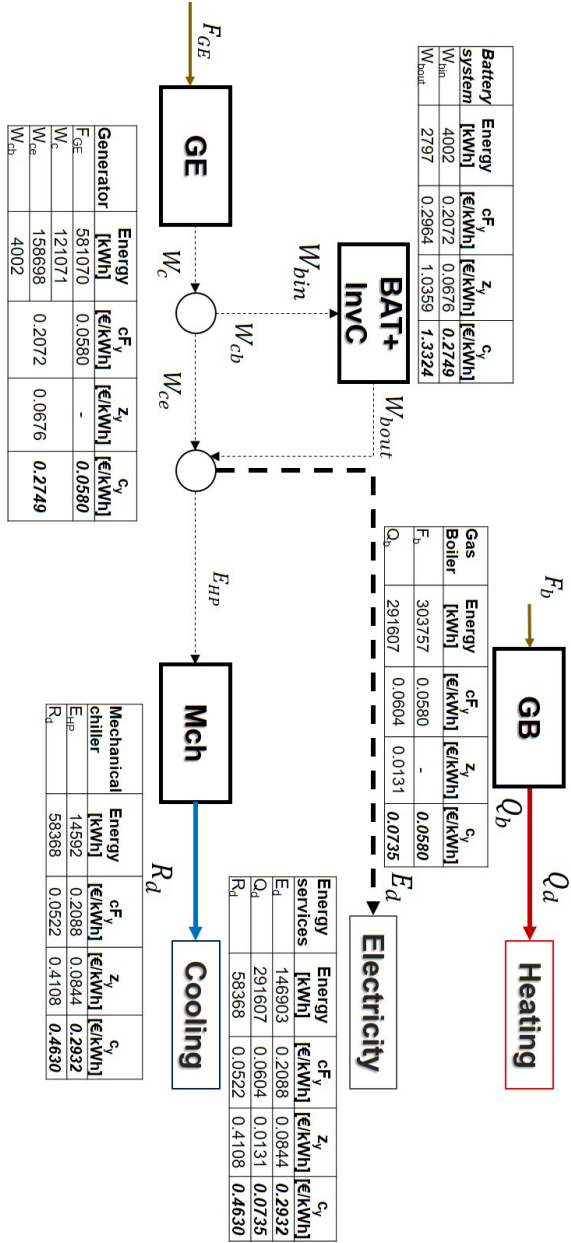 F_b
GB
Q_b
Q_d
Heating
Battery system Energy [kWh] cF_y [€/kWh] z_y [€/kWh] c_y [€/kWh]
W_bin 4002 0.2072 0.0676 0.2749
W_bout 2797 0.2964 1.0359 1.3324
Gas Boiler Energy [kWh] cF_y [€/kWh] z_y [€/kWh] c_y [€/kWh]
F_b 303757 0.0580 - 0.0580
Q_b 291607 0.0604 0.0131 0.0735
BAT+
InvC
W_bin
W_bout
E_d
Electricity
F_GE
GE
W_c
W_cb
W_ce
E_HP
Mch
R_d
Cooling
Energy services Energy [kWh] cF_y [€/kWh] z_y [€/kWh] c_y [€/kWh]
E_d 146903 0.2088 0.0844 0.2932
Q_d 291607 0.0604 0.0131 0.0735
R_d 58368 0.0522 0.4108 0.4630
Generator Energy [kWh] cF_y [€/kWh] z_y [€/kWh] c_y [€/kWh]
F_GE 581070 0.0580 - 0.0580
W_c 121071
W_ce 158898 0.2072 0.0676 0.2749
W_cb 4002
Mechanical chiller Energy [kWh] cF_y [€/kWh] z_y [€/kWh] c_y [€/kWh]
E_HP 14592 0.2088 0.0844 0.2932
R_d 58368 0.0522 0.4108 0.4630